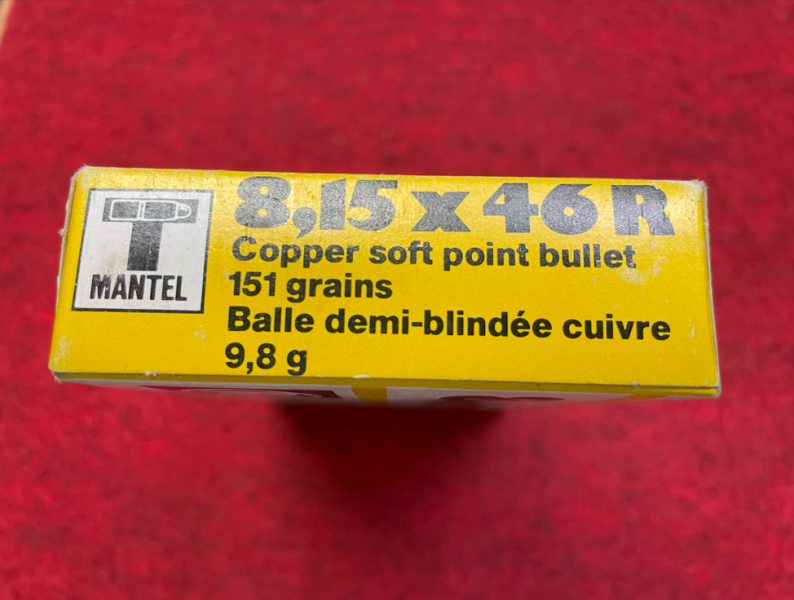 8,15x46R
T
MANTEL
Copper soft point bullet
151 grains
Balle demi-blindée cuivre
9,8 g